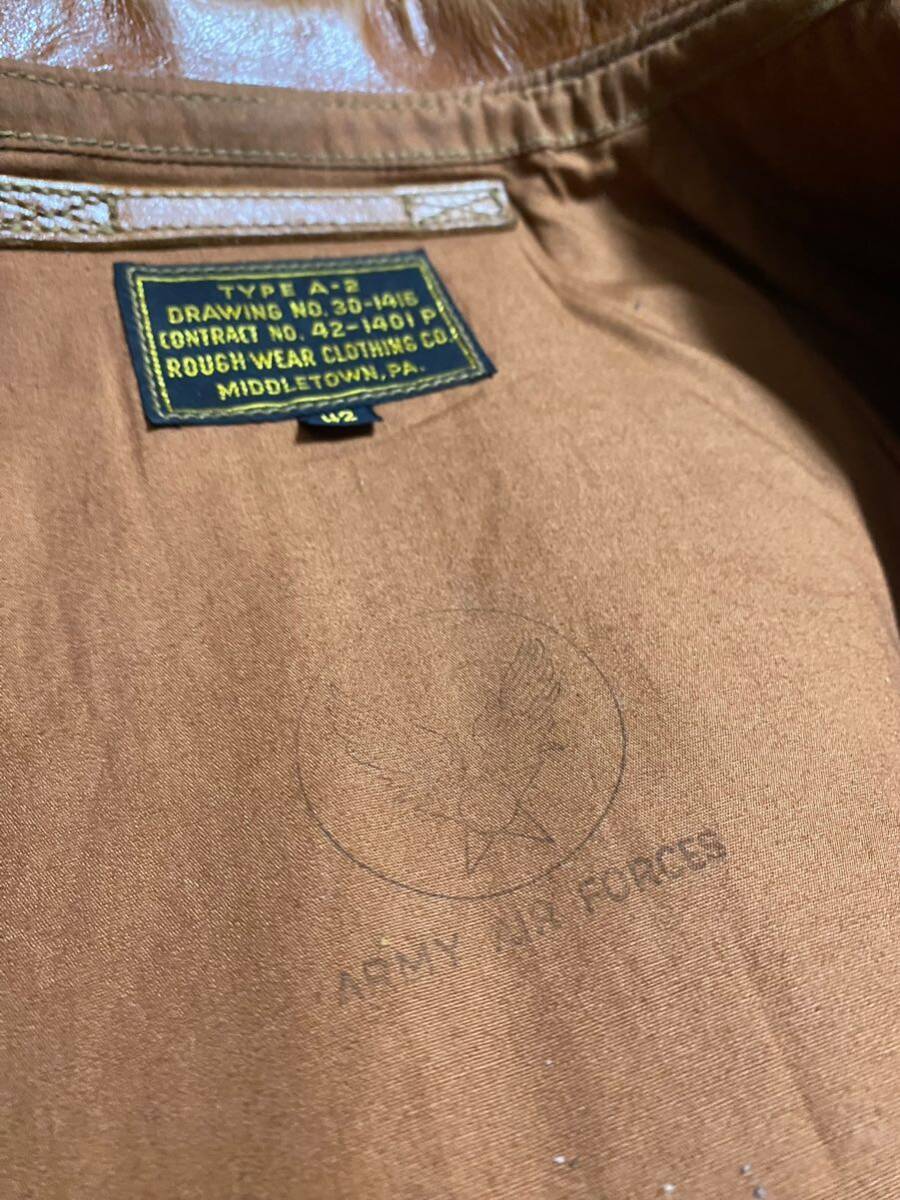 TYPE A-2
DRAWING NO. 30-1415
CONTRACT NO. 42-1401 P
ROUGH WEAR CLOTHING CO.
MIDDLETOWN, PA.
42
ARMY AIR FORCES